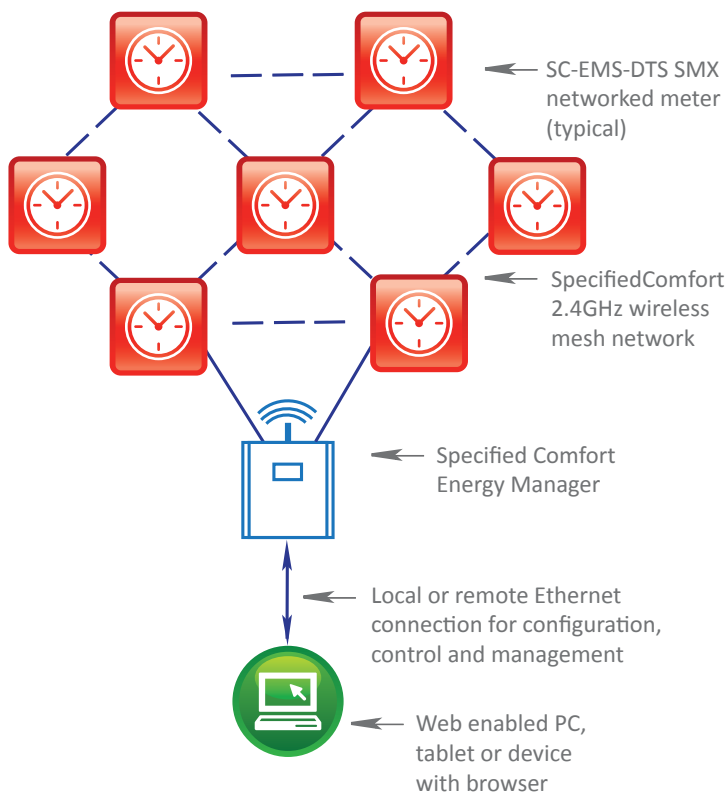 SC-EMS-DTS SMX
networked meter
(typical)
SpecifiedComfort
2.4GHz wireless
mesh network
Specified Comfort
Energy Manager
Local or remote Ethernet
connection for configuration,
control and management
Web enabled PC,
tablet or device
with browser